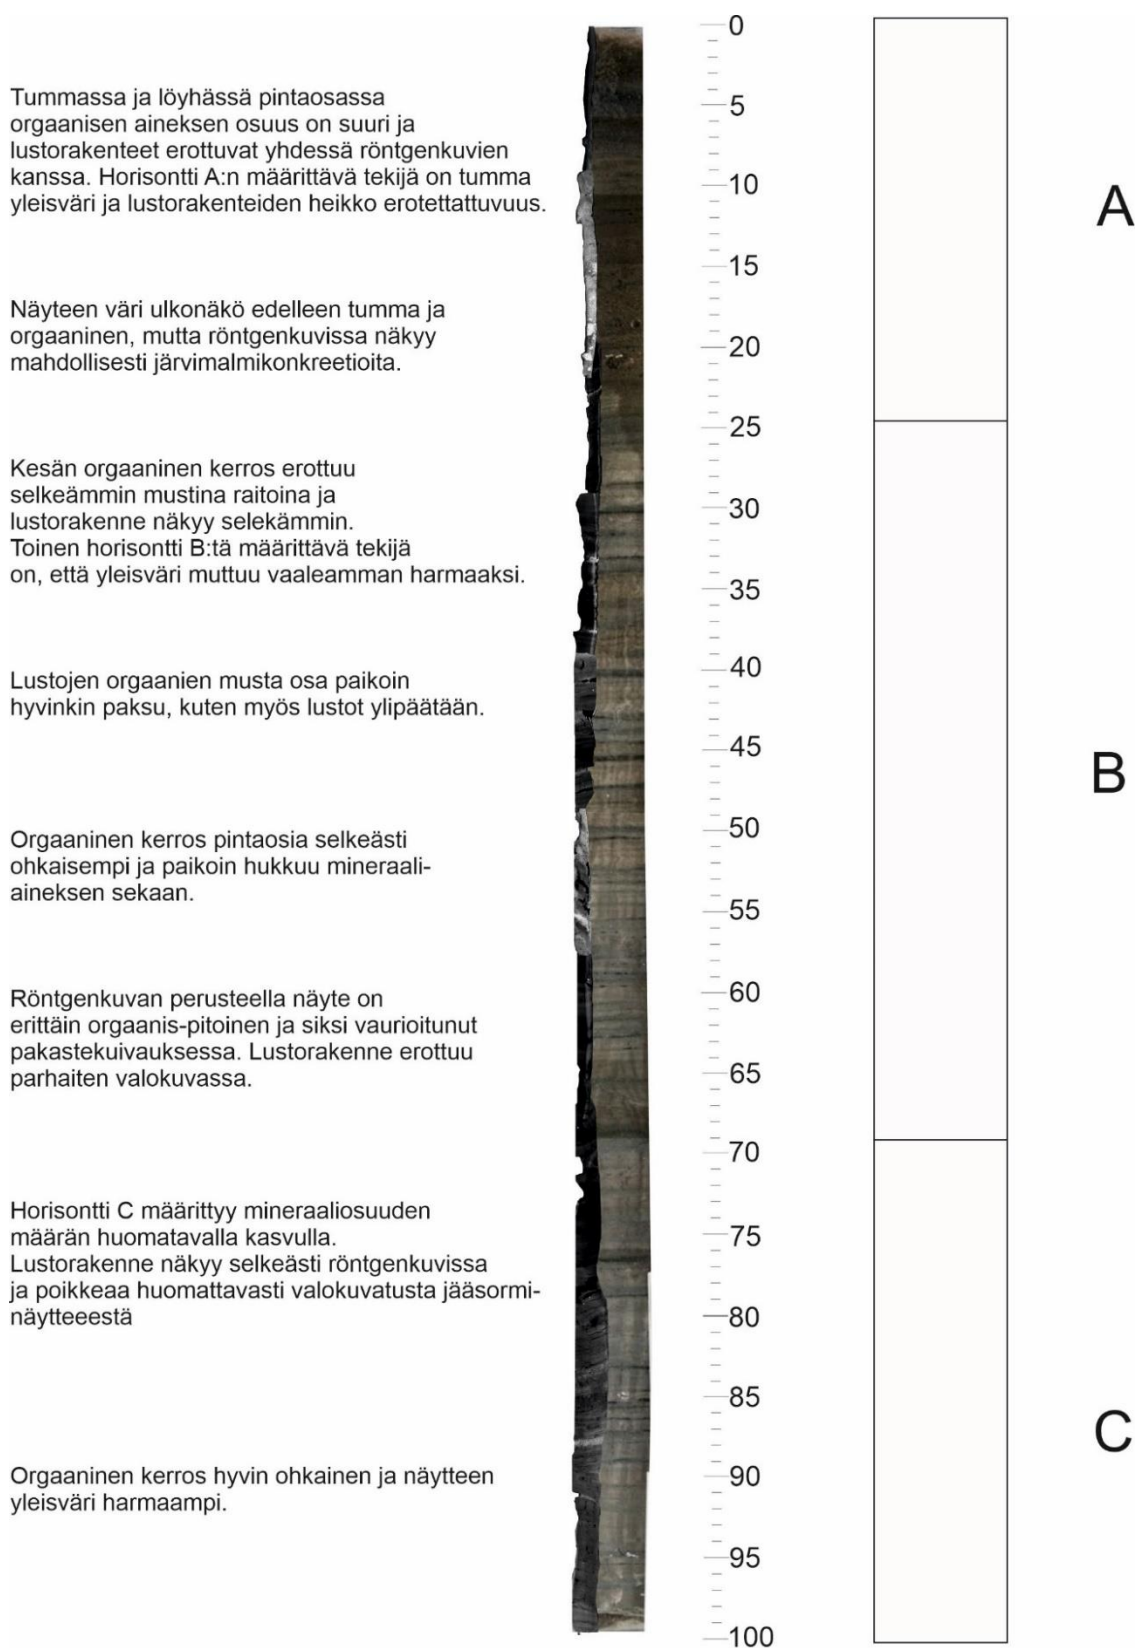 Tummassa ja löyhässä pintaosassa
orgaanisen aineksen osuus on suuri ja
lustorakenteet erottuvat yhdessä röntgenkuvien
kanssa. Horisontti A:n määrittävä tekijä on tumma
yleisväri ja lustorakenteiden heikko erotettattuvuus.
Näyteen väri ulkonäkö edelleen tumma ja
orgaaninen, mutta röntgenkuvissa näkyy
mahdollisesti järvimalmikonkreetioita.
Kesän orgaaninen kerros erottuu
selkeämmin mustina raitoina ja
lustorakenne näkyy selekämmin.
Toinen horisontti B:tä määrittävä tekijä
on, että yleisväri muttuu vaaleamman harmaaksi.
Lustojen orgaanien musta osa paikoin
hyvinkin paksu, kuten myös lustot ylipäätään.
Orgaaninen kerros pintaosia selkeästi
ohkaisempi ja paikoin hukkuu mineraali-
aineksen sekaan.
Röntgenkuvan perusteella näyte on
erittäin orgaanis-pitoinen ja siksi vaurioitunut
pakastekuivauksessa. Lustorakenne erottuu
parhaiten valokuvassa.
Horisontti C määrittyy mineraaliosuuden
määrän huomatavalla kasvulla.
Lustorakenne näkyy selkeästi röntgenkuvissa
ja poikkeaa huomattavasti valokuvatusta jääsormi-
näytteeestä
Orgaaninen kerros hyvin ohkainen ja näytteen
yleisväri harmaampi.
0
5
10
15
20
25
30
35
40
45
50
55
60
65
70
75
80
85
90
95
100
A
B
C